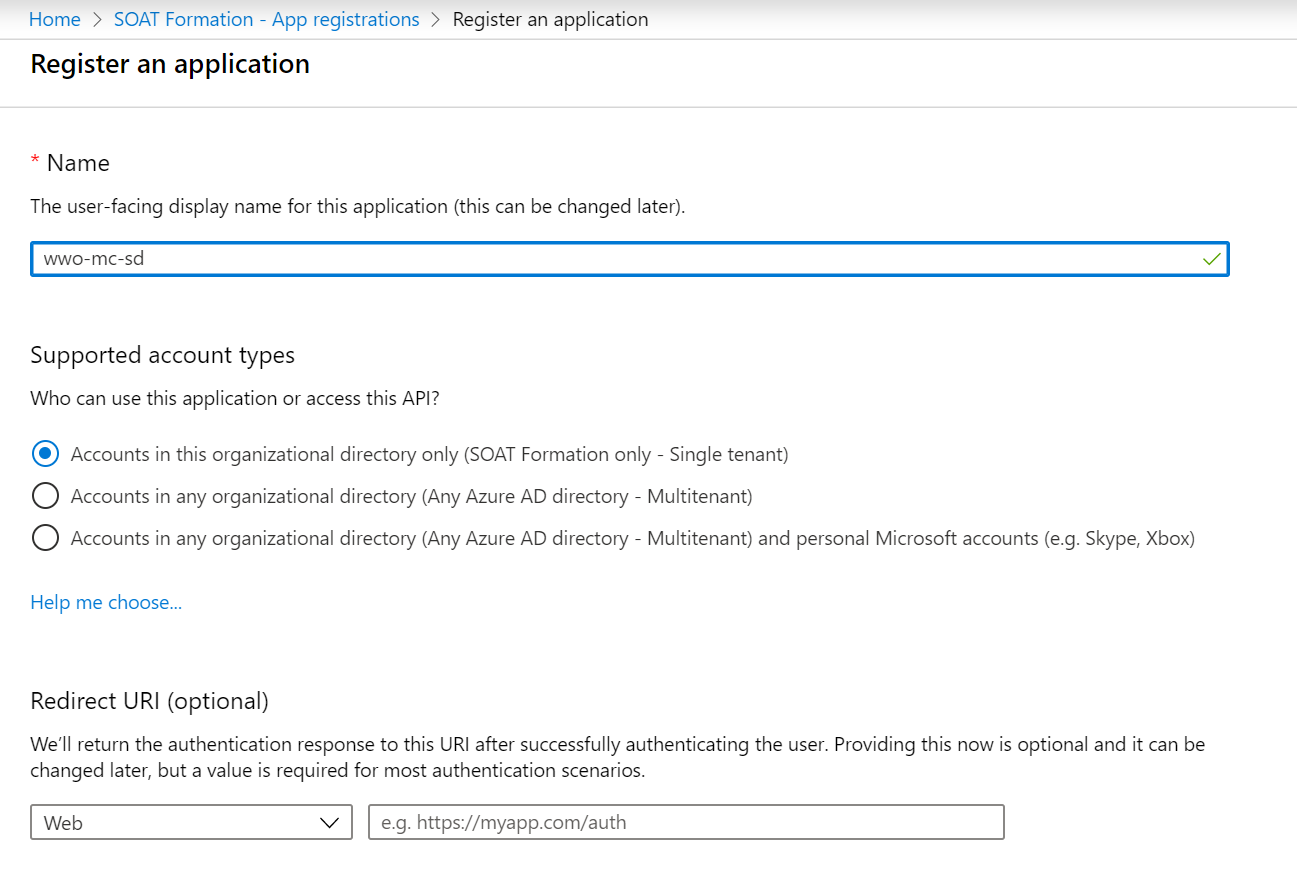 Home > SOAT Formation - App registrations > Register an application
Register an application
* Name
The user-facing display name for this application (this can be changed later).
wwo-mc-sd
Supported account types
Who can use this application or access this API?
Accounts in this organizational directory only (SOAT Formation only - Single tenant)
Accounts in any organizational directory (Any Azure AD directory - Multitenant)
Accounts in any organizational directory (Any Azure AD directory - Multitenant) and personal Microsoft accounts (e.g. Skype, Xbox)
Help me choose...
Redirect URI (optional)
We’ll return the authentication response to this URI after successfully authenticating the user. Providing this now is optional and it can be
changed later, but a value is required for most authentication scenarios.
Web e.g. https://myapp.com/auth